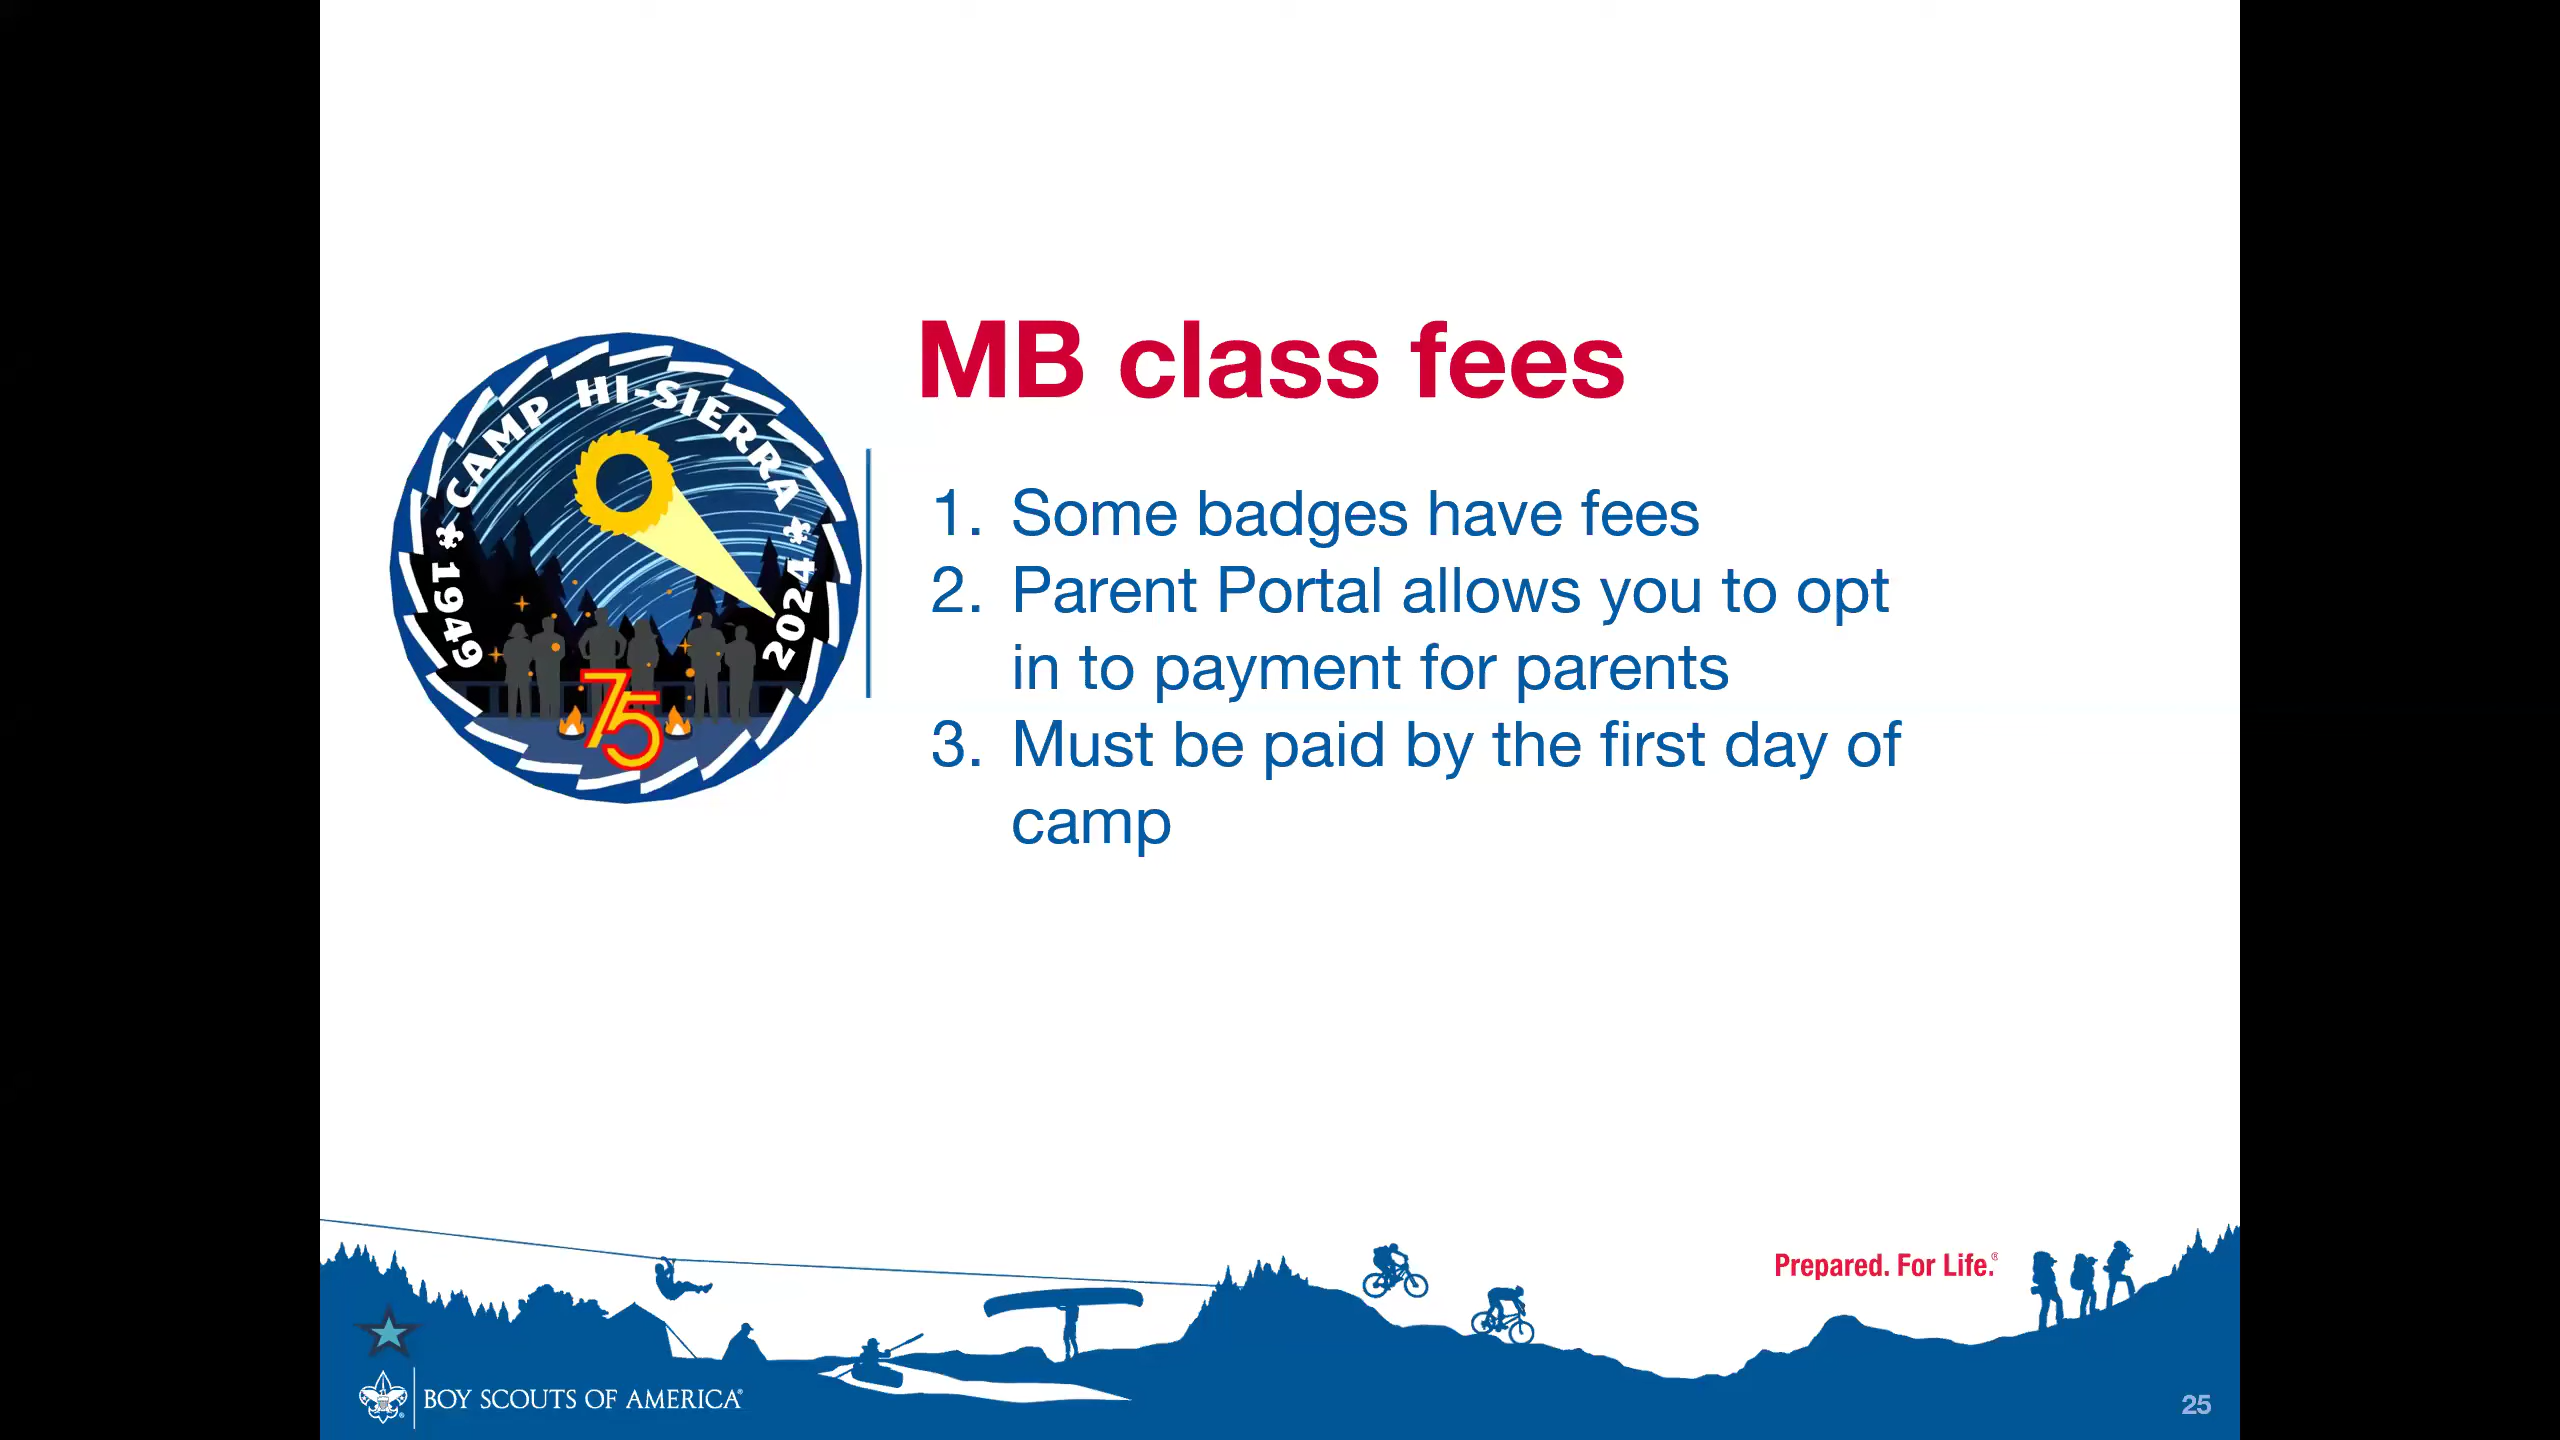 MB class fees
CAMP HI-SIERRA
1949
2024
75
1. Some badges have fees
2. Parent Portal allows you to opt
in to payment for parents
3. Must be paid by the first day of
camp
Prepared. For Life.®
BOY SCOUTS OF AMERICA®
25